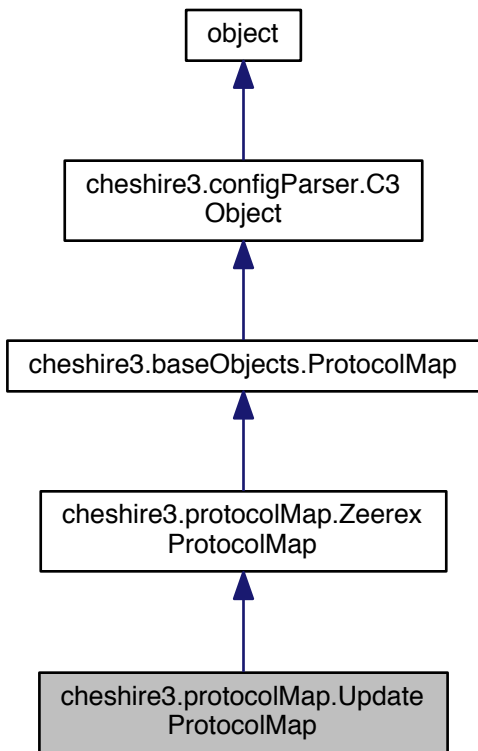 object
cheshire3.configParser.C3
Object
cheshire3.baseObjects.ProtocolMap
cheshire3.protocolMap.Zeerex
ProtocolMap
cheshire3.protocolMap.Update
ProtocolMap